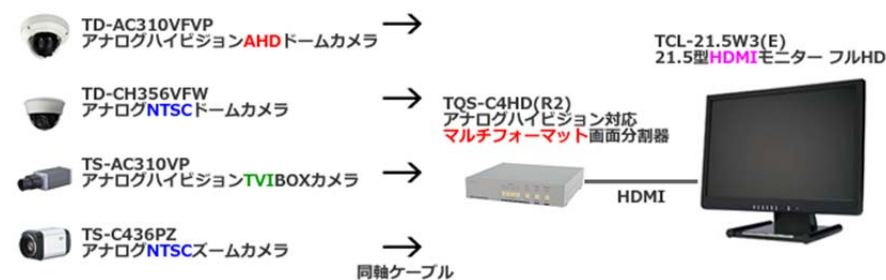 TD-AC310VFVP
アナログハイビジョンAHDドームカメラ
TD-CH356VFW
アナログNTSCドームカメラ
TS-AC310VP
アナログハイビジョンTVIBOXカメラ
TS-C436PZ
アナログNTSCズームカメラ
同軸ケーブル
TQS-C4HD(R2)
アナログハイビジョン対応
マルチフォーマット画面分割器
HDMI
TCL-21.5W3(E)
21.5型HDMIモニター フルHD